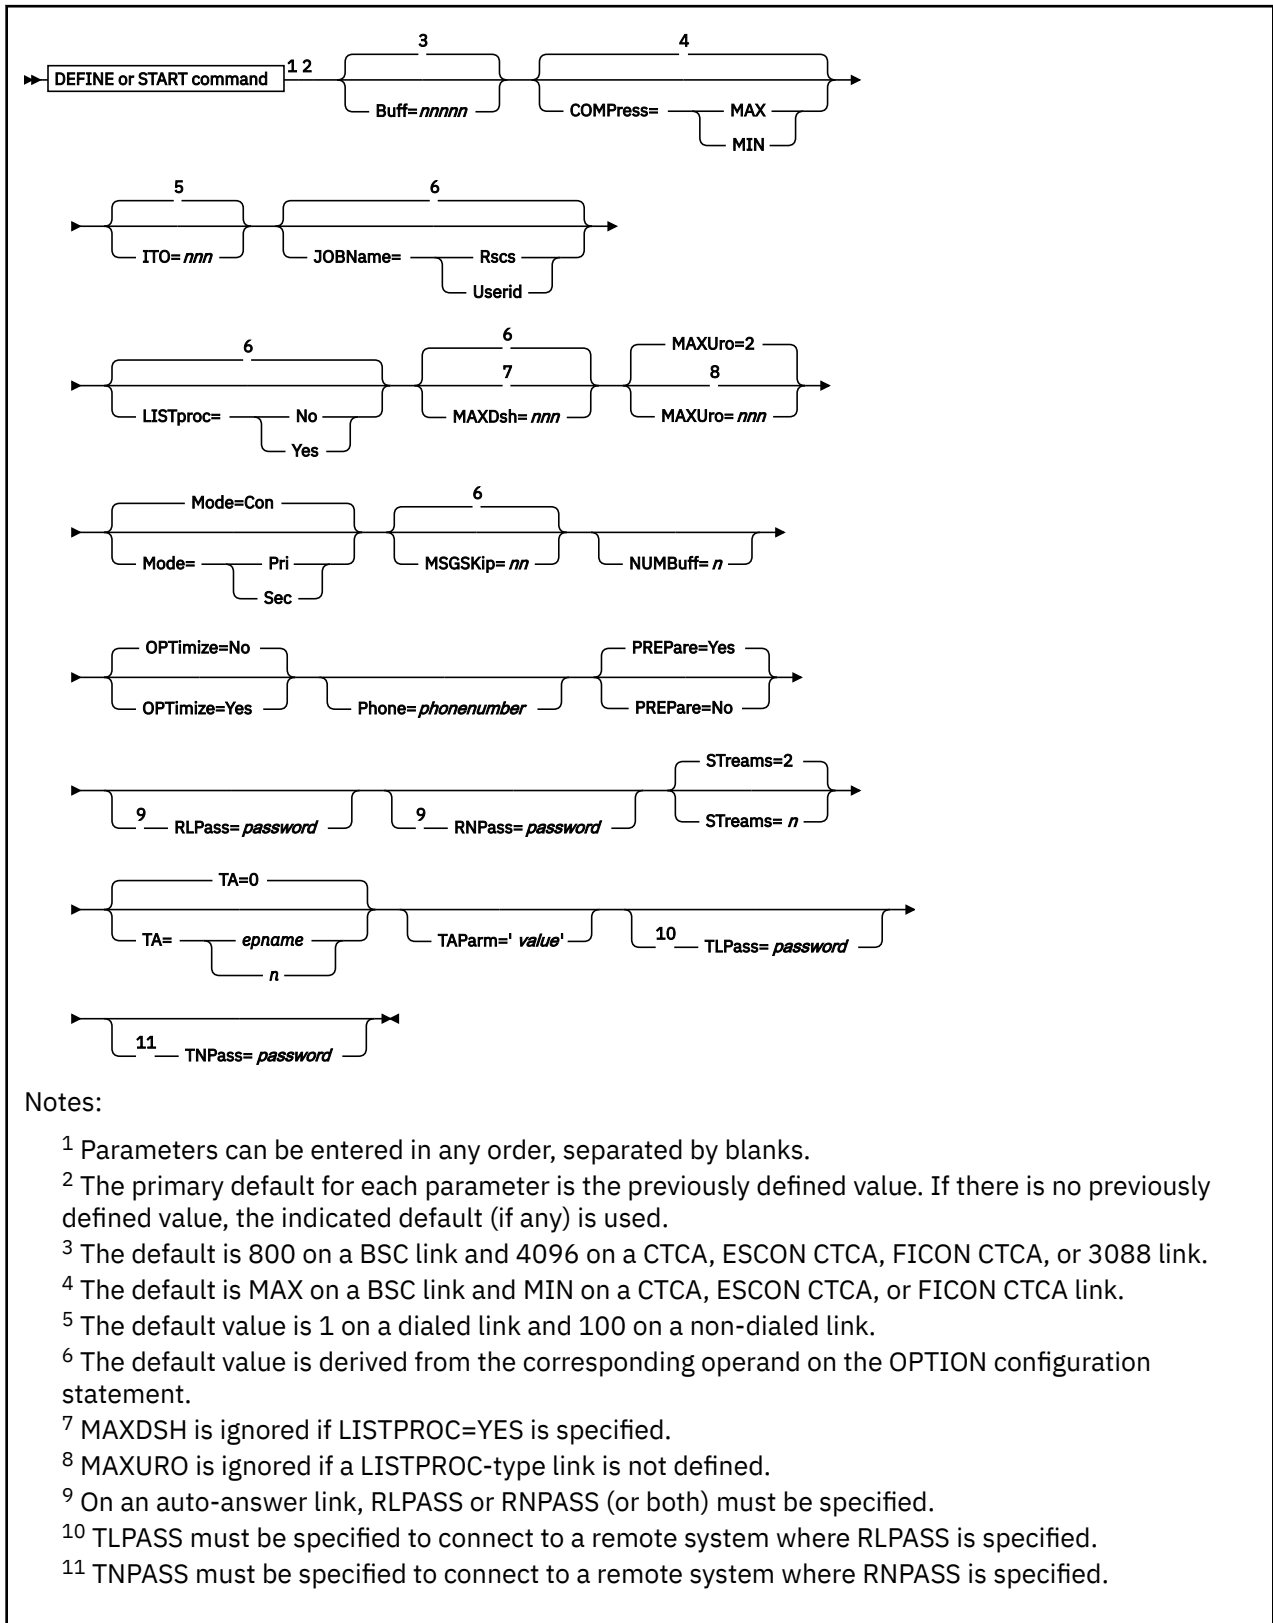 3 4
DEFINE or START command 1 2
Buff= nnnnn COMPress= MAX
MIN
5 6
ITO= nnn JOBName= Rscs
Userid
6 6 MAXUro=2
7 8
LISTproc= No MAXDsh= nnn MAXUro= nnn
Yes
Mode=Con 6
Mode= Pri MSGSKip= nn NUMBuff= n
Sec
OPTimize=No PREPare=Yes
OPTimize=Yes Phone= phonenumber PREPare=No
STreams=2
9 RLPass= password 9 RNPass= password STreams= n
TA=0
TA= epname TAParm=' value' 10 TLPass= password
n
11 TNPass= password
Notes:
1 Parameters can be entered in any order, separated by blanks.
2 The primary default for each parameter is the previously defined value. If there is no previously
defined value, the indicated default (if any) is used.
3 The default is 800 on a BSC link and 4096 on a CTCA, ESCON CTCA, FICON CTCA, or 3088 link.
4 The default is MAX on a BSC link and MIN on a CTCA, ESCON CTCA, or FICON CTCA link.
5 The default value is 1 on a dialed link and 100 on a non-dialed link.
6 The default value is derived from the corresponding operand on the OPTION configuration
statement.
7 MAXDSH is ignored if LISTPROC=YES is specified.
8 MAXURO is ignored if a LISTPROC-type link is not defined.
9 On an auto-answer link, RLPASS or RNPASS (or both) must be specified.
10 TLPASS must be specified to connect to a remote system where RLPASS is specified.
11 TNPASS must be specified to connect to a remote system where RNPASS is specified.